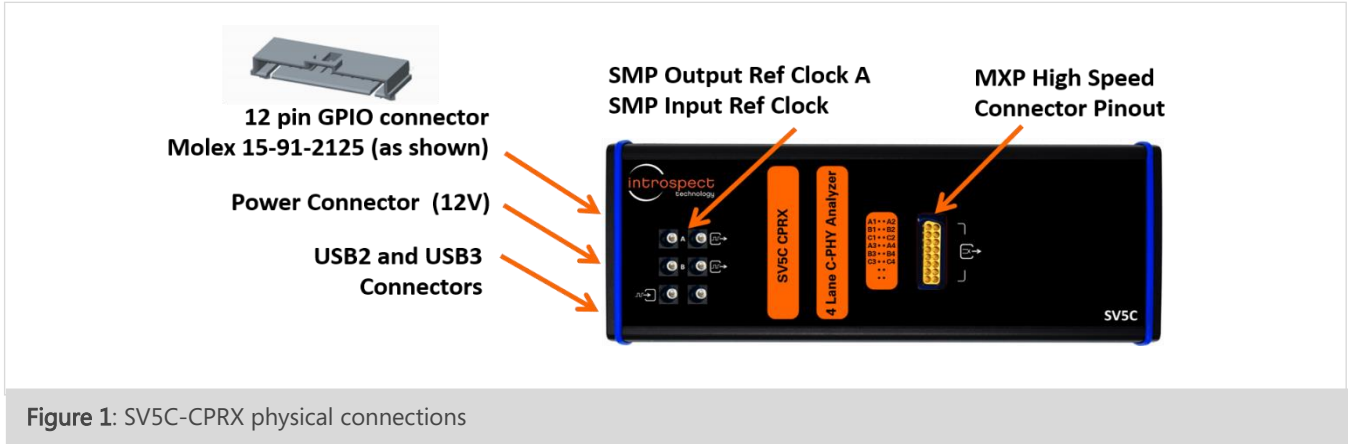 12 pin GPIO connector
Molex 15-91-2125 (as shown)
Power Connector (12V)
USB2 and USB3
Connectors
SMP Output Ref Clock A
SMP Input Ref Clock
MXP High Speed
Connector Pinout
introspect
technology
A
B
SV5C CPRX
4 Lane C-PHY Analyzer
A1 • • A2
B1 • • B2
C1 • • C2
A3 • • A4
B3 • • B4
C3 • • C4
SV5C
Figure 1: SV5C-CPRX physical connections